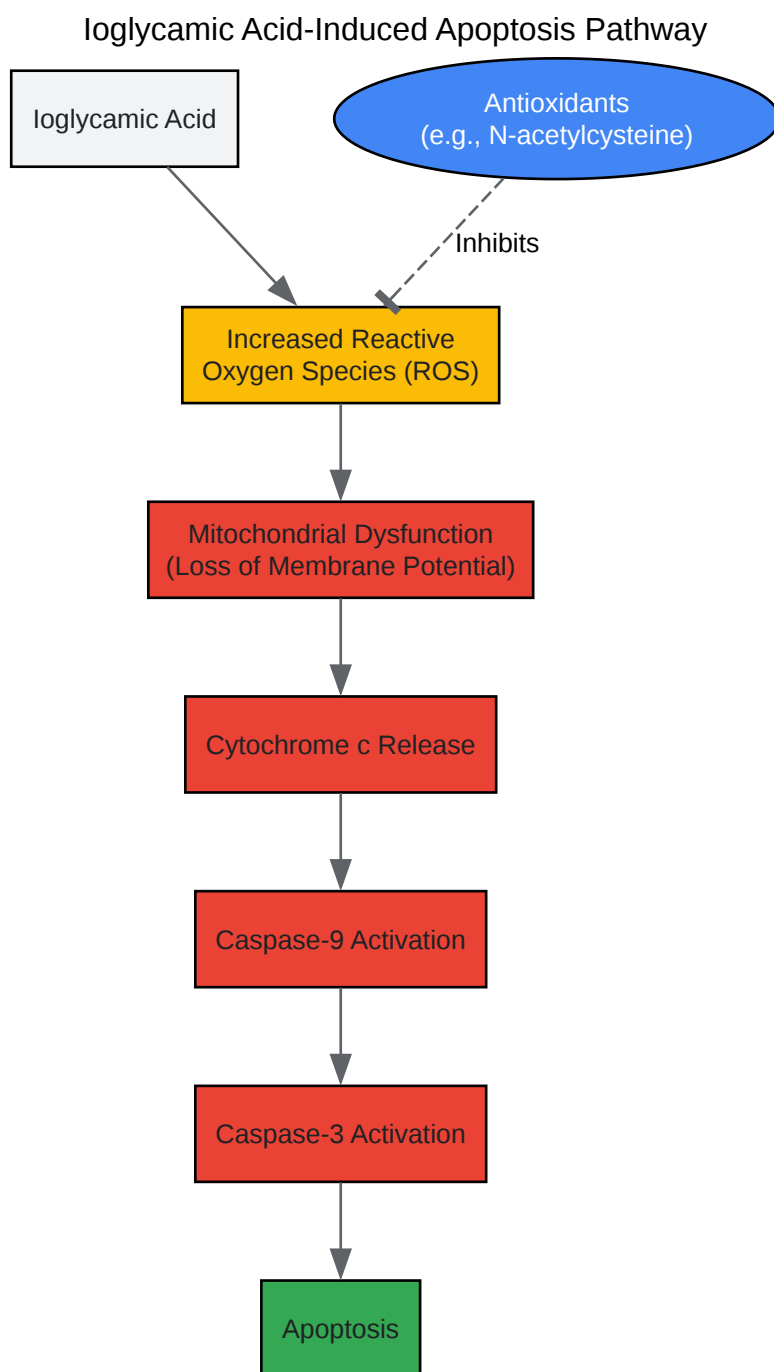 Ioglycamic Acid-Induced Apoptosis Pathway
Ioglycamic Acid
Antioxidants
(e.g., N-acetylcysteine)
Inhibits
Increased Reactive
Oxygen Species (ROS)
Mitochondrial Dysfunction
(Loss of Membrane Potential)
Cytochrome c Release
Caspase-9 Activation
Caspase-3 Activation
Apoptosis